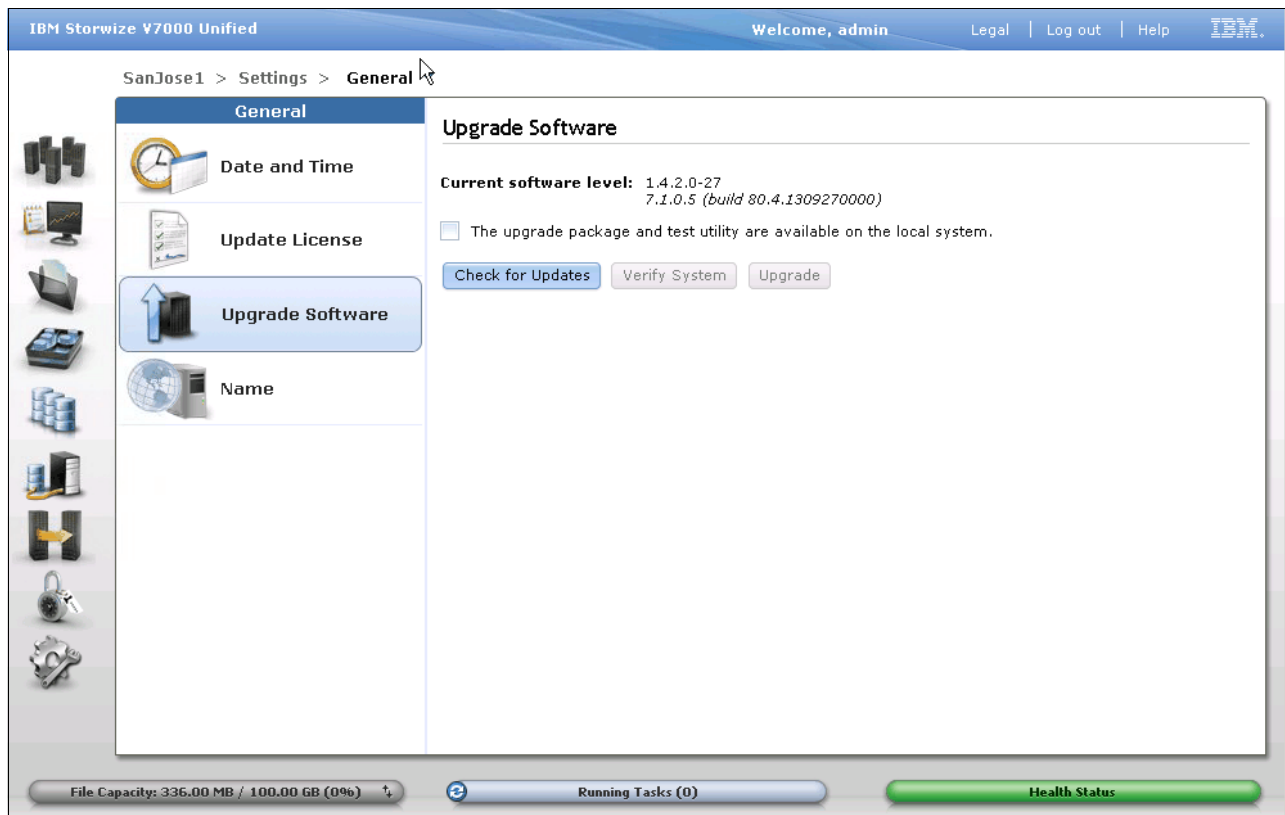 IBM Storwize V7000 Unified
Welcome, admin
Legal | Log out | Help
IBM.
SanJose1 > Settings > General
General
Date and Time
Update License
Upgrade Software
Name
Upgrade Software
Current software level: 1.4.2.0-27
7.1.0.5 (build 80.4.1309270000)
The upgrade package and test utility are available on the local system.
Check for Updates
Verify System
Upgrade
File Capacity: 336.00 MB / 100.00 GB (0%)
Running Tasks (0)
Health Status